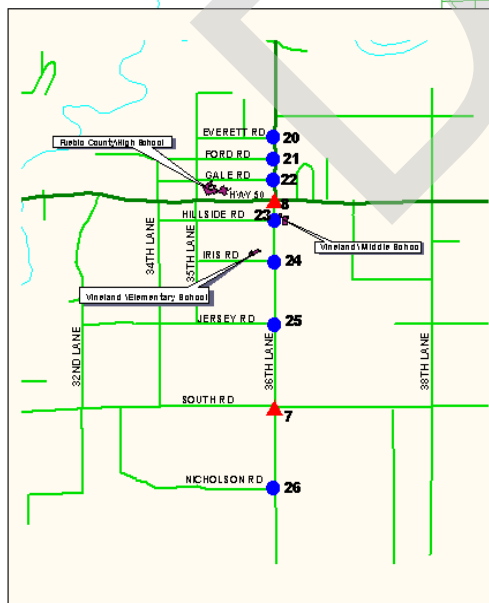 EVERETT RD 20
Pueblo County\High School
FORD RD 21
GALE RD 22
HWY 50 8
HILLSIDE RD 23
Vineland \Middle School
34TH LANE
35TH LANE
IRIS RD 24
Vineland \Elementary School
JERSEY RD 25
32ND LANE
36TH LANE
38TH LANE
SOUTH RD
7
NICHOLSON RD 26